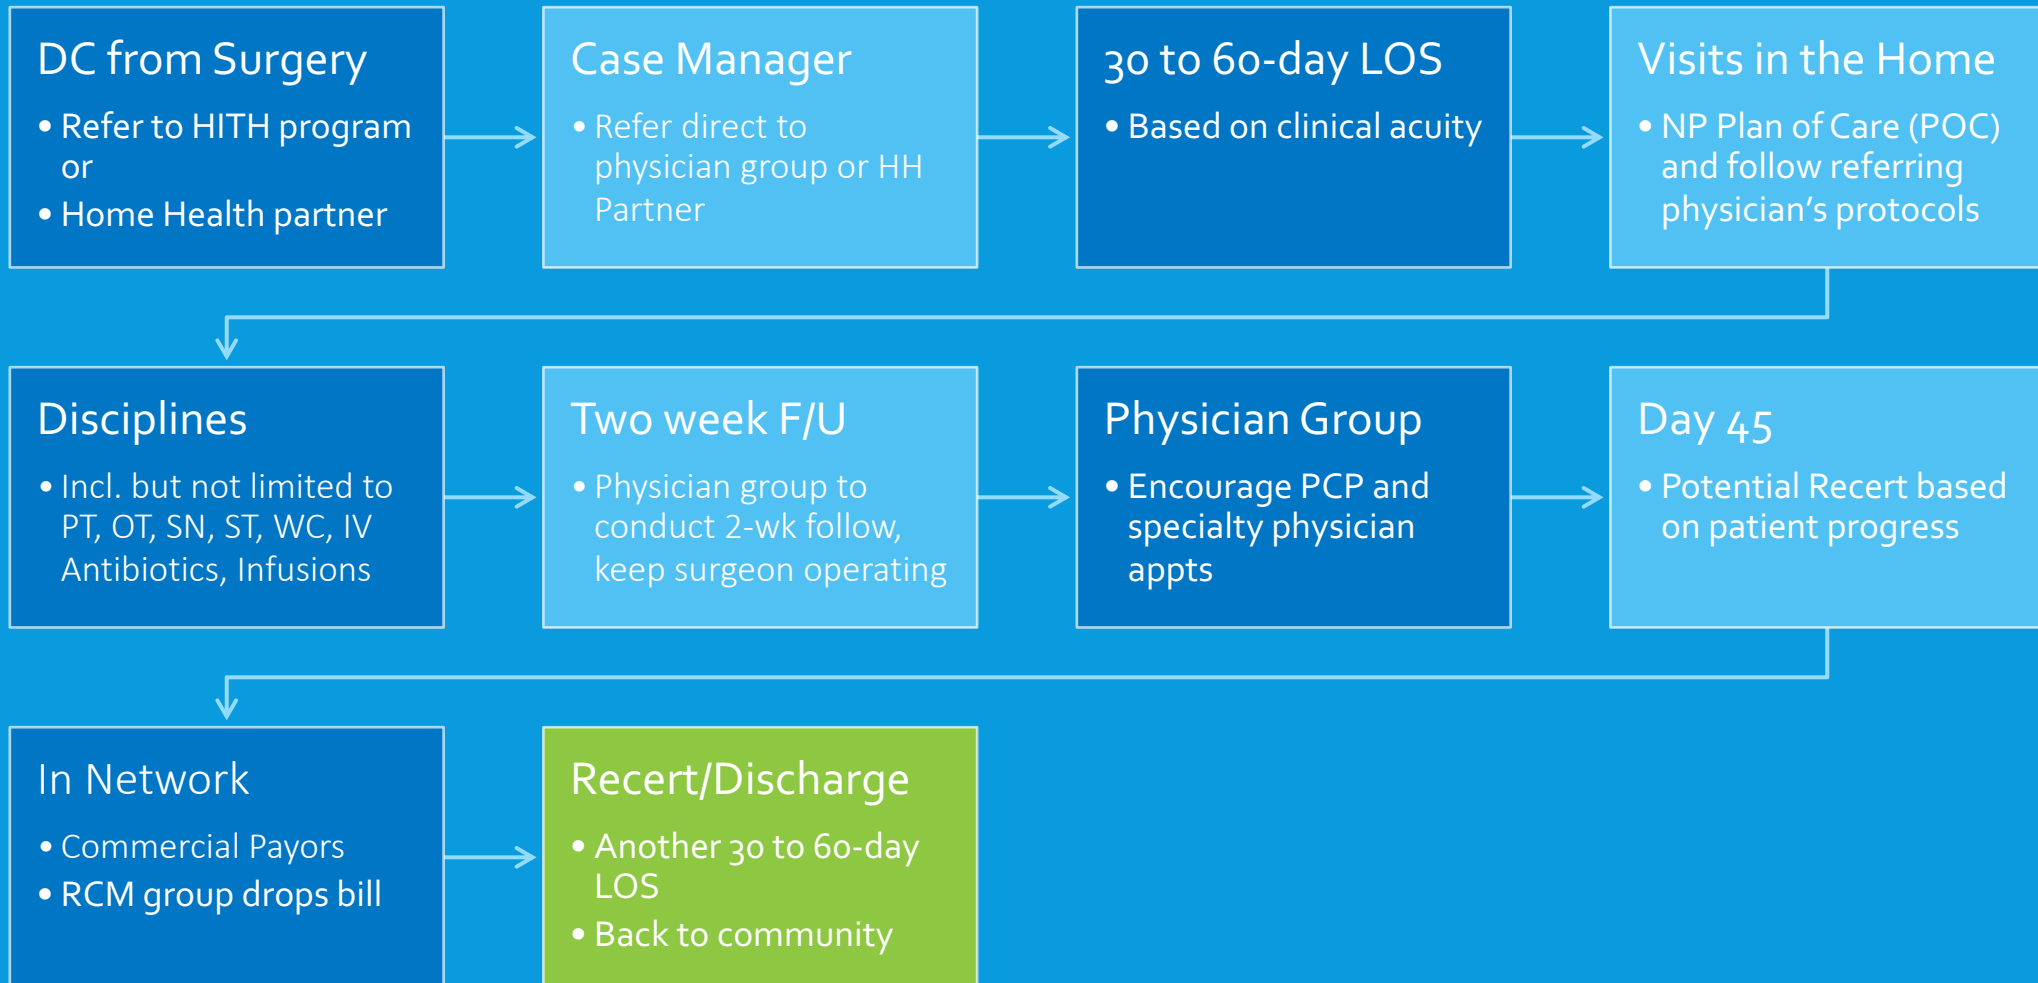 DC from Surgery
• Refer to HITH program
or
• Home Health partner
Case Manager
• Refer direct to
physician group or HH
Partner
30 to 60-day LOS
• Based on clinical acuity
Visits in the Home
• NP Plan of Care (POC)
and follow referring
physician’s protocols
Disciplines
• Incl. but not limited to
PT, OT, SN, ST, WC, IV
Antibiotics, Infusions
Two week F/U
• Physician group to
conduct 2-wk follow,
keep surgeon operating
Physician Group
• Encourage PCP and
specialty physician
appts
Day 45
• Potential Recert based
on patient progress
In Network
• Commercial Payors
• RCM group drops bill
Recert/Discharge
• Another 30 to 60-day
LOS
• Back to community